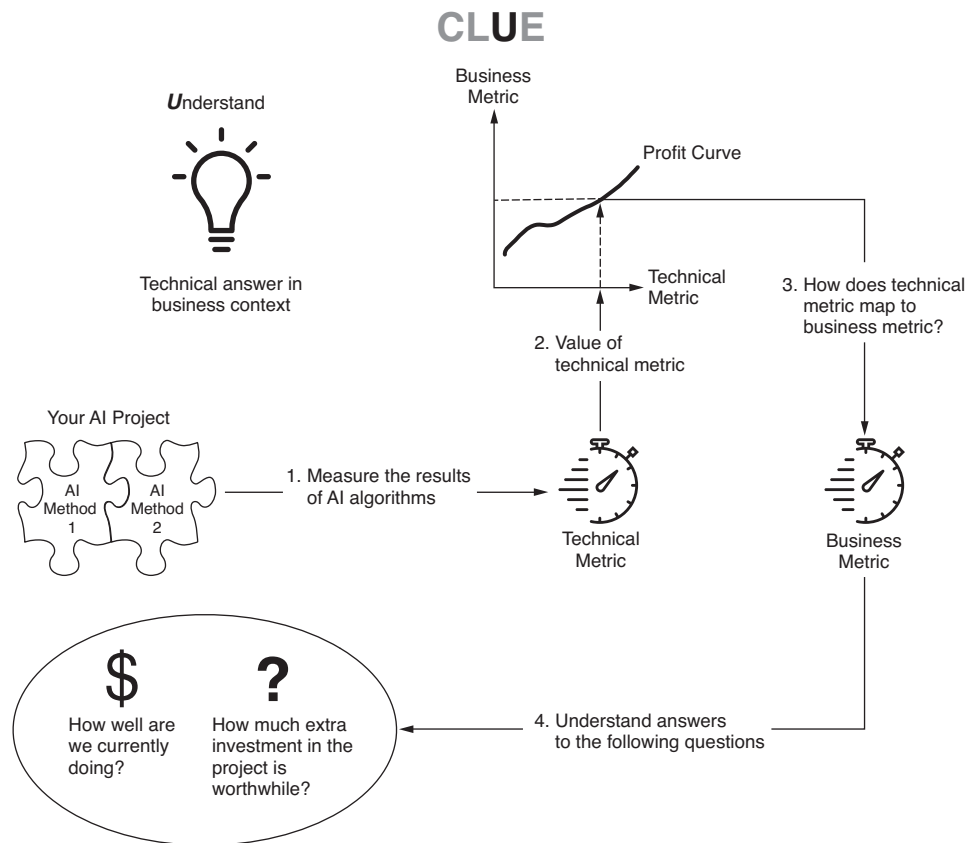 CLUE
Understand
Technical answer in
business context
Business
Metric
Profit Curve
Technical
Metric
2. Value of
technical metric
3. How does technical
metric map to
business metric?
Your AI Project
AI
Method
1
AI
Method
2
1. Measure the results
of AI algorithms
Technical
Metric
Business
Metric
$
How well are
we currently
doing?
?
How much extra
investment in the
project is
worthwhile?
4. Understand answers
to the following questions